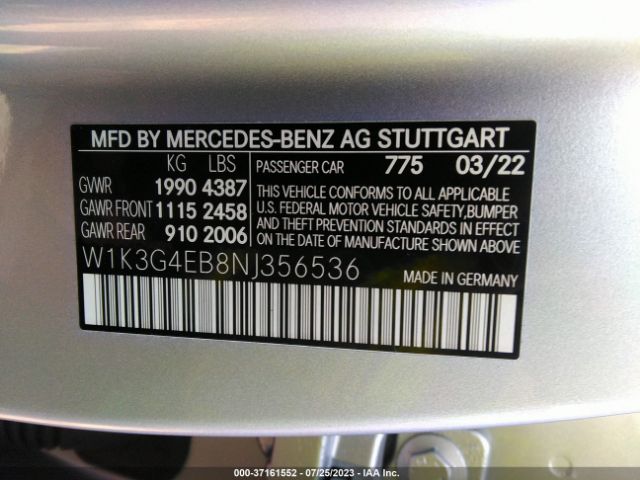 MFD BY MERCEDES-BENZ AG STUTTGART
KG LBS
GVWR 1990 4387
GAWR FRONT 1115 2458
GAWR REAR 910 2006
PASSENGER CAR 775 03/22
THIS VEHICLE CONFORMS TO ALL APPLICABLE
U.S. FEDERAL MOTOR VEHICLE SAFETY,BUMPER
AND THEFT PREVENTION STANDARDS IN EFFECT
ON THE DATE OF MANUFACTURE SHOWN ABOVE
W1K3G4EB8NJ356536
MADE IN GERMANY
000-37161552 - 07/25/2023 - IAA Inc.